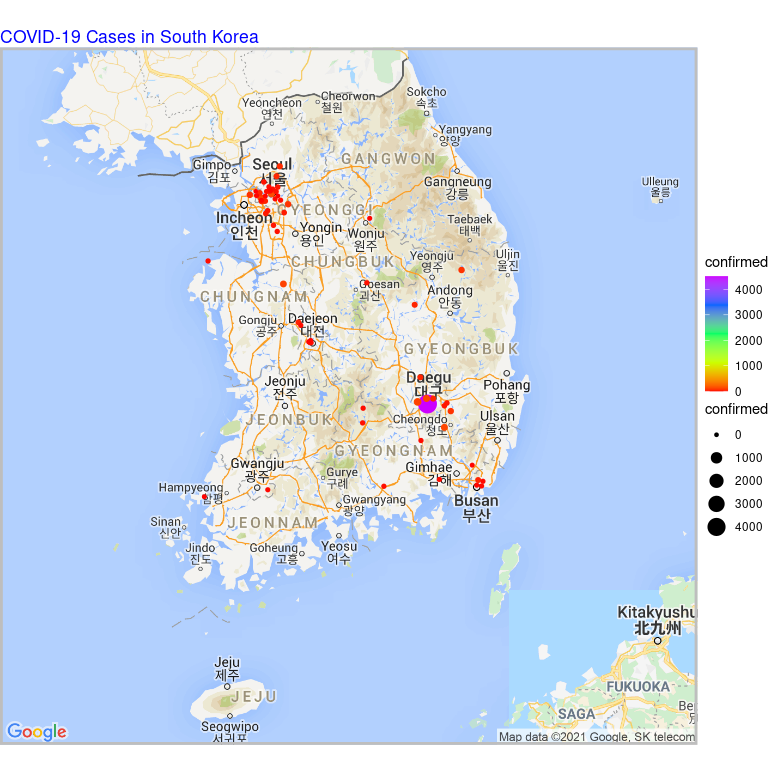 COVID-19 Cases in South Korea
Sokcho
속초
Cheorwon
철원
Yeoncheon
연천
Yangyang
양양
Gimpo
김포
Seoul
서울
GANGWON
Gangneung
강릉
Ulleung
울릉
Incheon
인천
YEONGGI
Yongin
용인
Wonju
원주
Taebaek
태백
CHUNGBUK
Yeongju
영주
Uljin
울진
CHUNGNAM
Goesan
괴산
Andong
안동
Gongju
공주
Daejeon
대전
GYEONGBUK
Jeonju
전주
Daegu
대구
Pohang
포항
JEONBUK
Cheongdo
청도
Ulsan
울산
GYEONGNAM
Gwangju
광주
Gurye
구례
Gimhae
김해
Hampyeong
함평
Gwangyang
광양
Busan
부산
Sinan
신안
JEONNAM
Jindo
진도
Goheung
고흥
Yeosu
여수
Kitakyushu
北九州
Jeju
제주
JEJU
FUKUOKA
SAGA
Seogwipo
서귀포
Google
Map data ©2021 Google, SK telecom
confirmed
4000
3000
2000
1000
0
confirmed
0
1000
2000
3000
4000